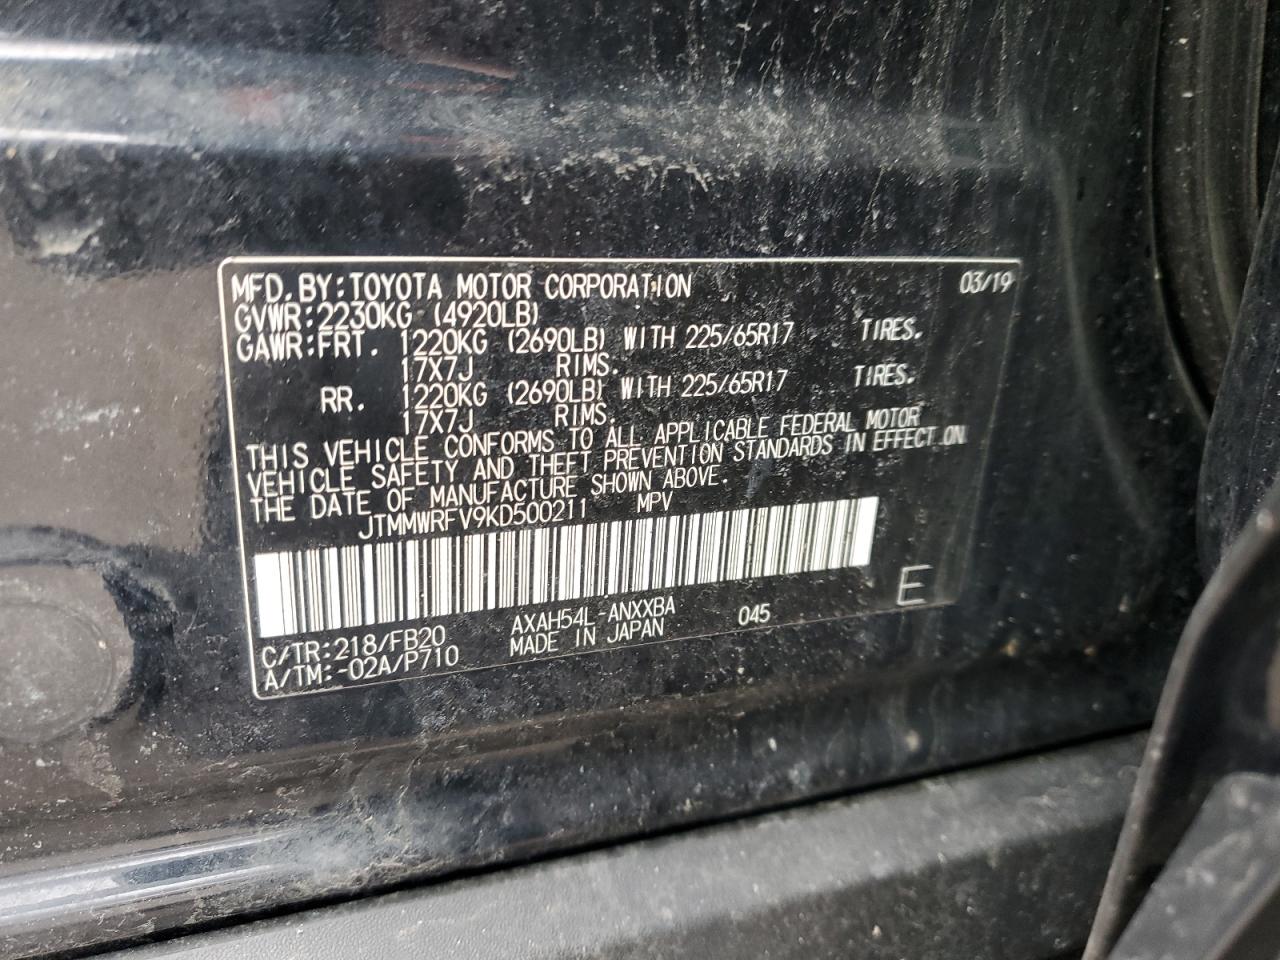 MFD. BY: TOYOTA MOTOR CORPORATION 03/19
GVWR: 2230KG (4920LB)
GAWR: FRT. 1220KG (2690LB) WITH 225/65R17 TIRES.
17X7J RIMS.
RR. 1220KG (2690LB) WITH 225/65R17 TIRES.
17X7J RIMS.
THIS VEHICLE CONFORMS TO ALL APPLICABLE FEDERAL MOTOR
VEHICLE SAFETY AND THEFT PREVENTION STANDARDS IN EFFECT ON
THE DATE OF MANUFACTURE SHOWN ABOVE.
JTMMWRFV9KD500211 MPV
C/TR: 218/FB20 AXAH54L-ANXXBA 045 E
A/TM: -02A/P710 MADE IN JAPAN